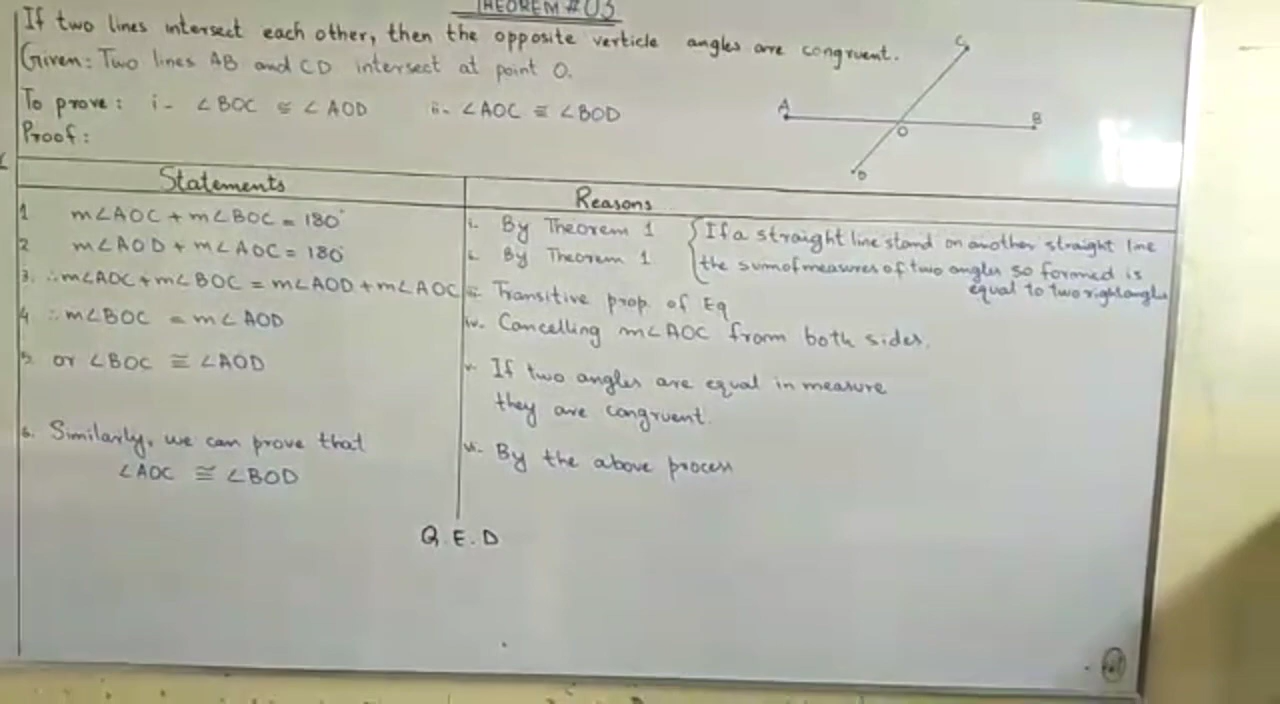 THEOREM # 03
If two lines intersect each other, then the opposite verticle angles are congruent.
Given: Two lines AB and CD intersect at point O.
To prove: i- ∠BOC ≅ ∠AOD ii- ∠AOC ≅ ∠BOD
Proof:
A
B
C
D
O
Statements
Reasons
1 m∠AOC + m∠BOC = 180°
i- By Theorem 1
2 m∠AOD + m∠AOC = 180°
By Theorem 1
{If a straight line stand on another straight line
the sum of measures of two angles so formed is
equal to two right angles
3. ∴ m∠AOC + m∠BOC = m∠AOD + m∠AOC
Transitive prop. of Eq
4 ∴ m∠BOC = m∠AOD
iv. Cancelling m∠AOC from both sides.
5. or ∠BOC ≅ ∠AOD
v. If two angles are equal in measure
they are congruent.
6. Similarly, we can prove that
∠AOC ≅ ∠BOD
vi. By the above process
Q.E.D